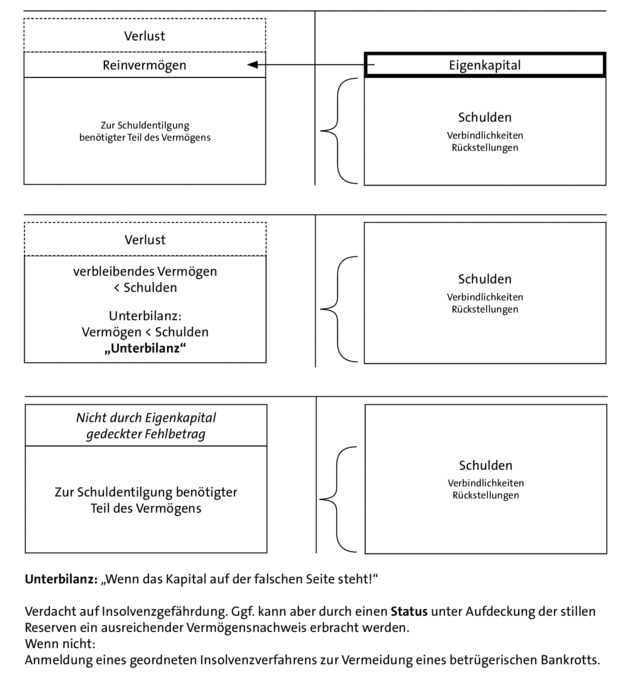 Verlust
Reinvermögen
Eigenkapital
Zur Schuldentilgung
benötigter Teil des Vermögens
Schulden
Verbindlichkeiten
Rückstellungen
Verlust
verbleibendes Vermögen
< Schulden
Unterbilanz:
Vermögen < Schulden
„Unterbilanz“
Schulden
Verbindlichkeiten
Rückstellungen
Nicht durch Eigenkapital
gedeckter Fehlbetrag
Zur Schuldentilgung benötigter
Teil des Vermögens
Schulden
Verbindlichkeiten
Rückstellungen
Unterbilanz: „Wenn das Kapital auf der falschen Seite steht!“
Verdacht auf Insolvenzgefährdung. Ggf. kann aber durch einen Status unter Aufdeckung der stillen
Reserven ein ausreichender Vermögensnachweis erbracht werden.
Wenn nicht:
Anmeldung eines geordneten Insolvenzverfahrens zur Vermeidung eines betrügerischen Bankrotts.